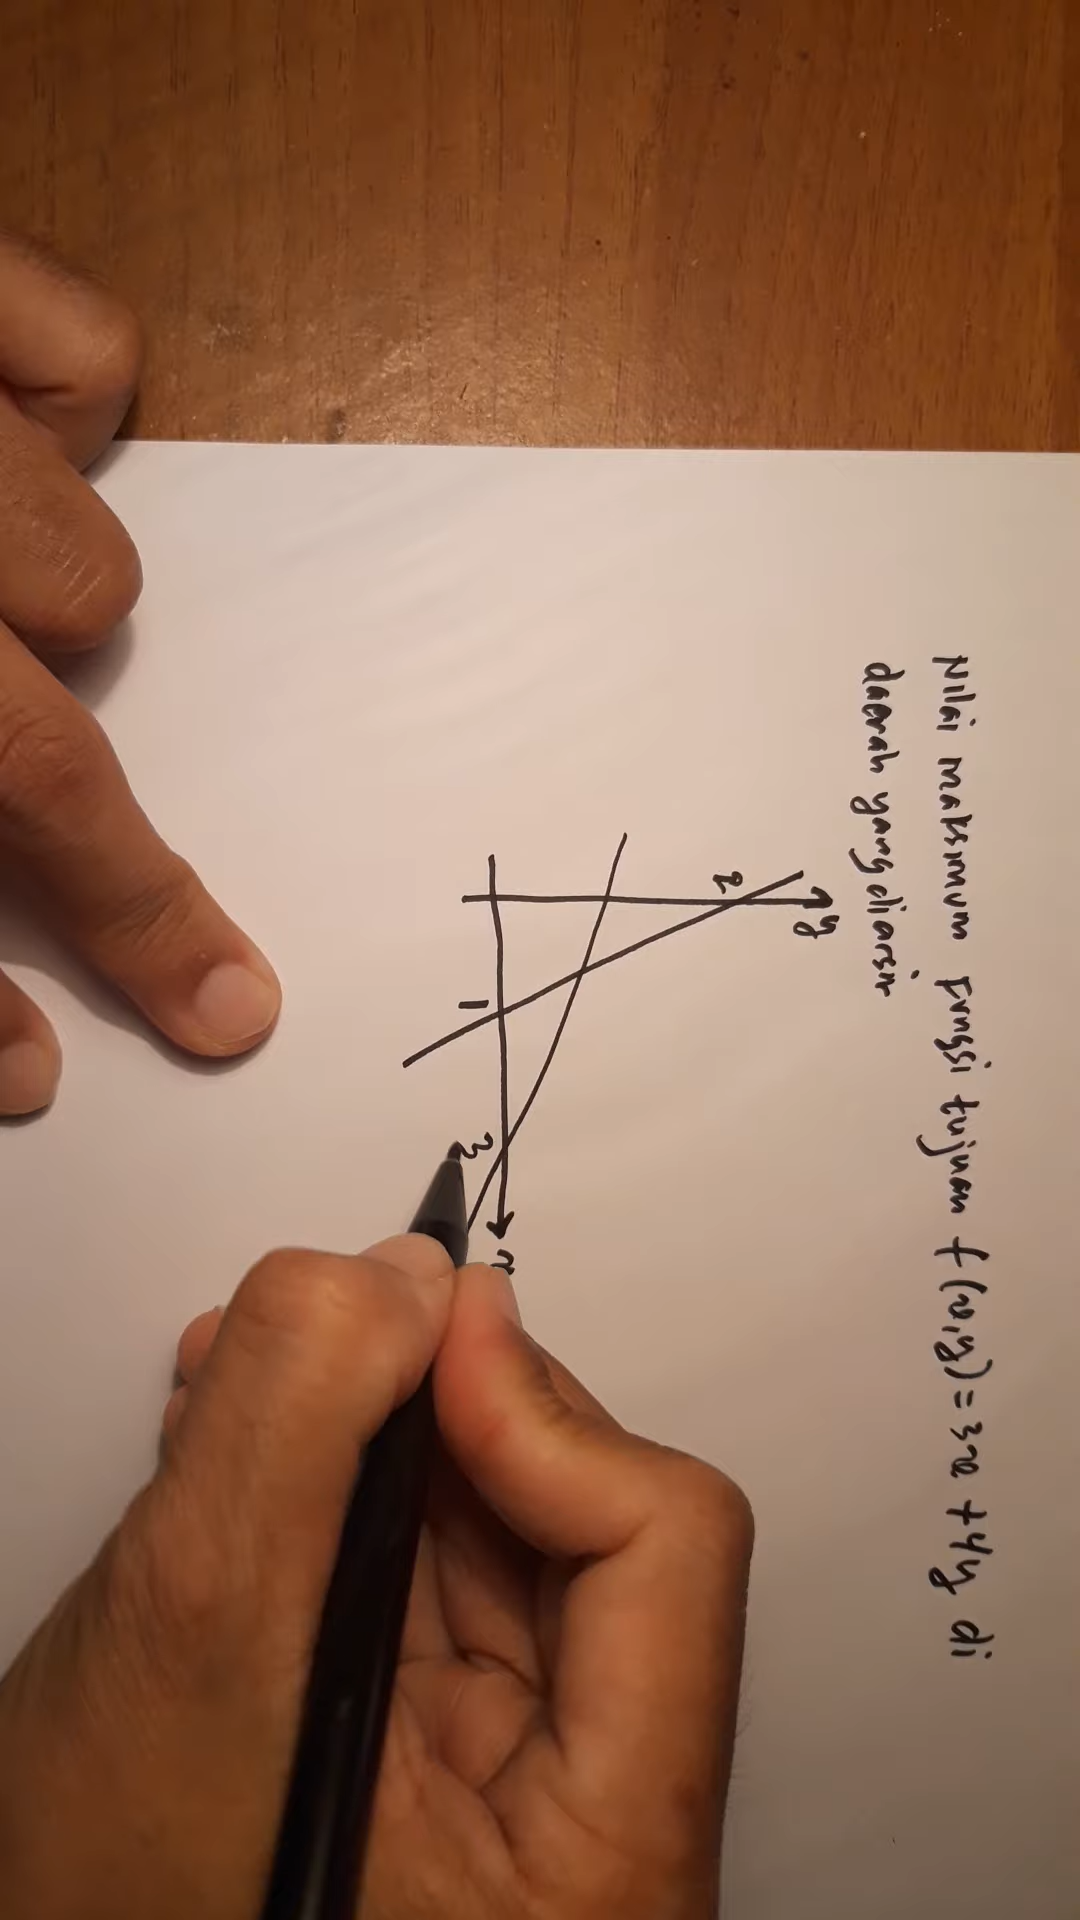 Nilai maksimum fungsi tujuan f(x,y) = 3x + 4y di
daerah yang diarsir
y
2
1
3
x